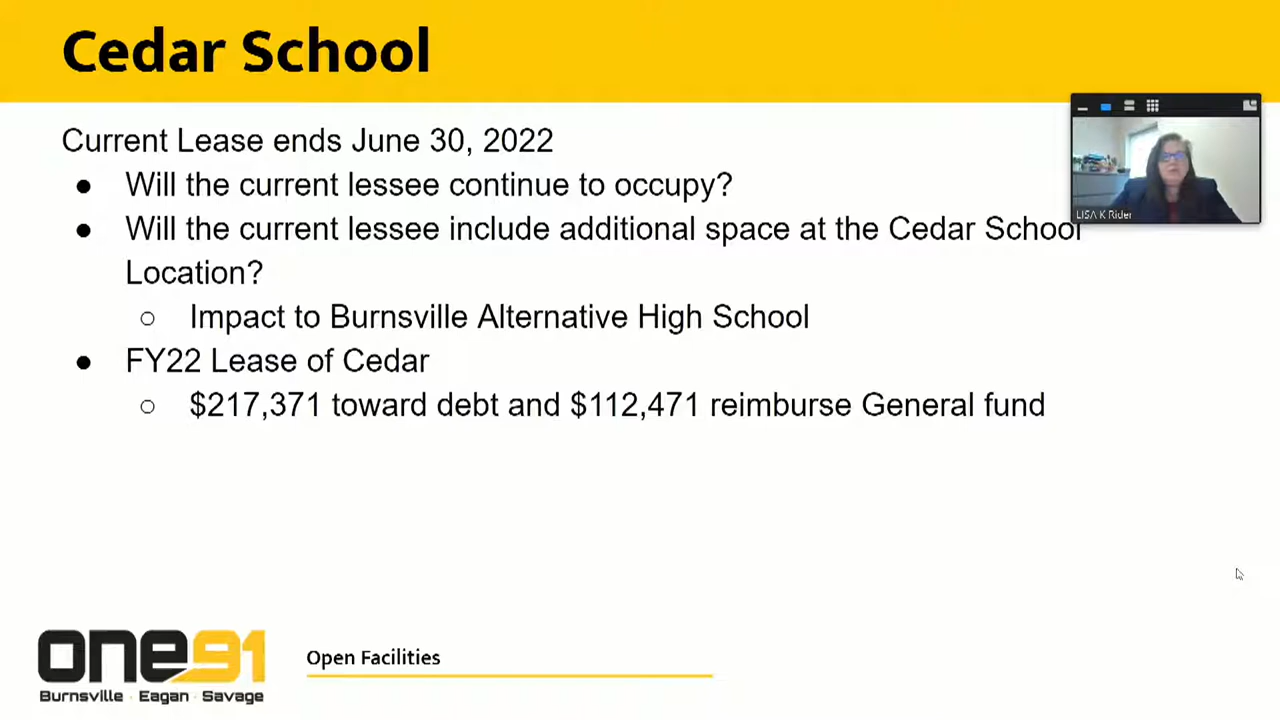 Cedar School
Current Lease ends June 30, 2022
● Will the current lessee continue to occupy?
● Will the current lessee include additional space at the Cedar School
Location?
○ Impact to Burnsville Alternative High School
● FY22 Lease of Cedar
○ $217,371 toward debt and $112,471 reimburse General fund
LISA K Rider
one91
Burnsville · Eagan · Savage
Open Facilities